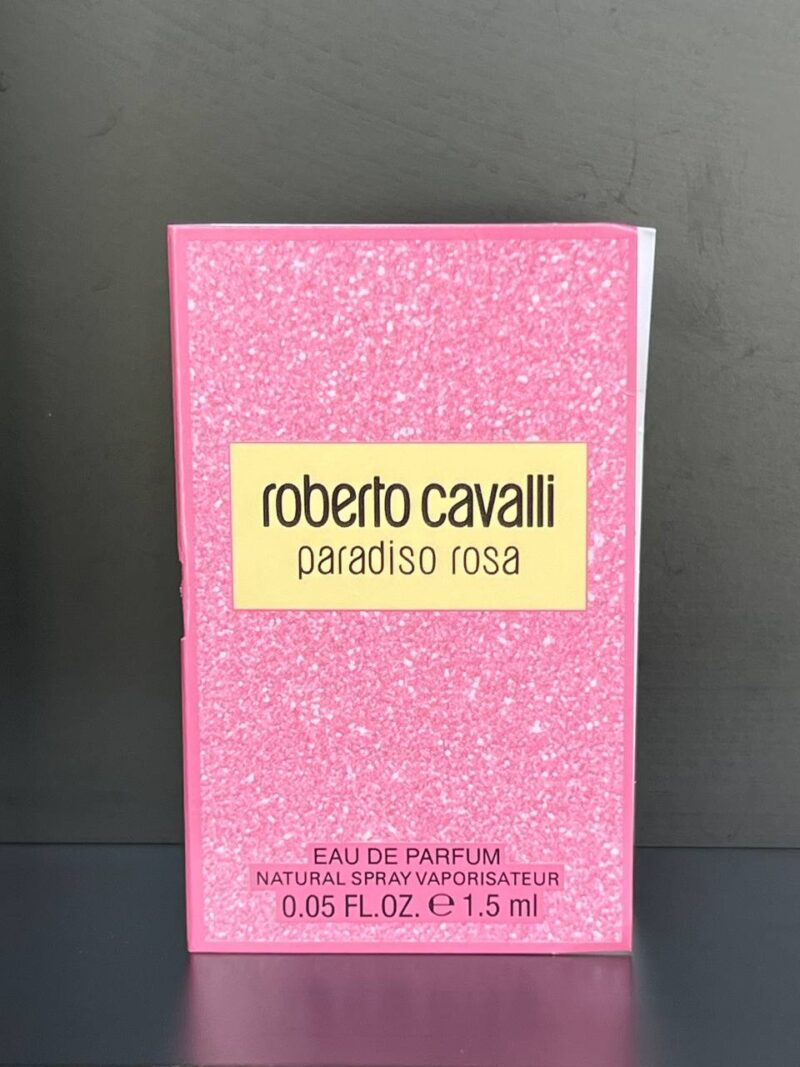 roberto cavalli
paradiso rosa
EAU DE PARFUM
NATURAL SPRAY VAPORISATEUR
0.05 FL.OZ. ℮ 1.5 ml